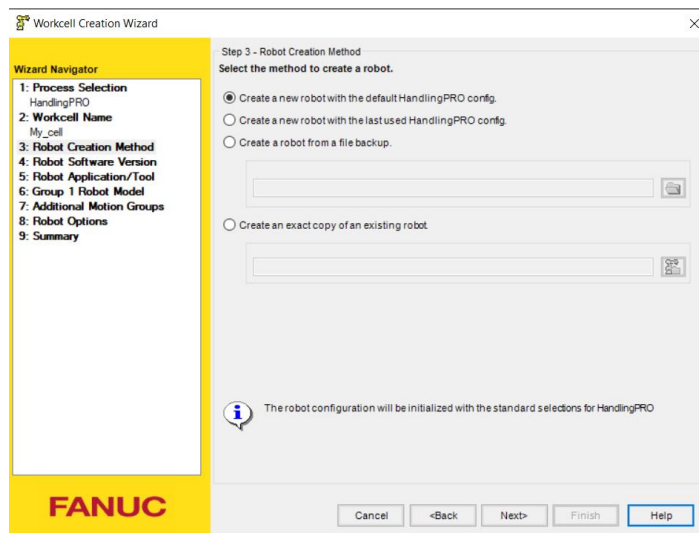 Workcell Creation Wizard
Wizard Navigator
1: Process Selection
HandlingPRO
2: Workcell Name
My_cell
3: Robot Creation Method
4: Robot Software Version
5: Robot Application/Tool
6: Group 1 Robot Model
7: Additional Motion Groups
8: Robot Options
9: Summary
FANUC
Step 3 - Robot Creation Method
Select the method to create a robot.
Create a new robot with the default HandlingPRO config.
Create a new robot with the last used HandlingPRO config.
Create a robot from a file backup.
Create an exact copy of an existing robot.
The robot configuration will be initialized with the standard selections for HandlingPRO
Cancel <Back Next> Finish Help